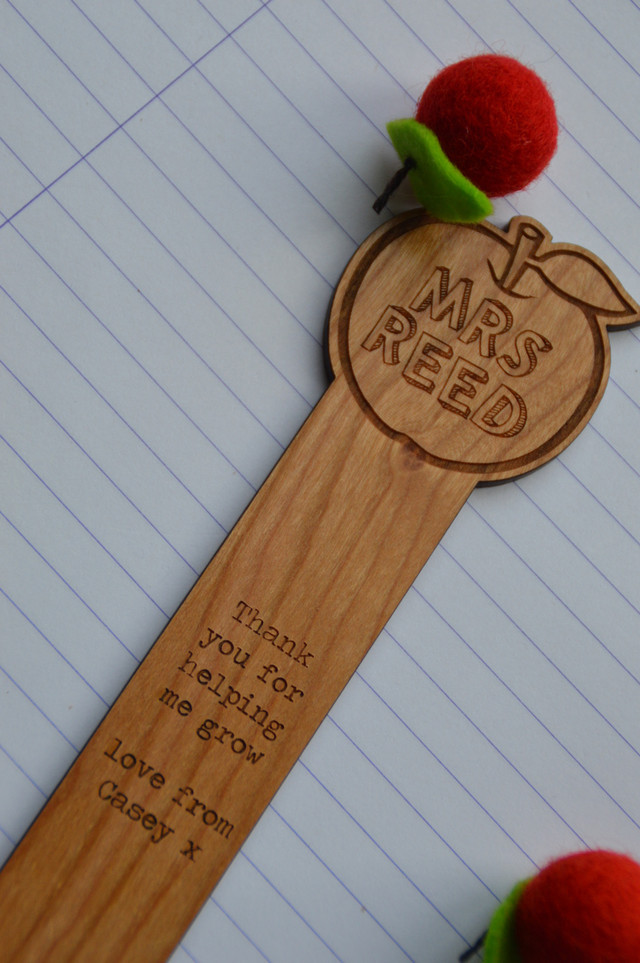 MRS
REED
Thank
you for
helping
me grow
love from
Casey x